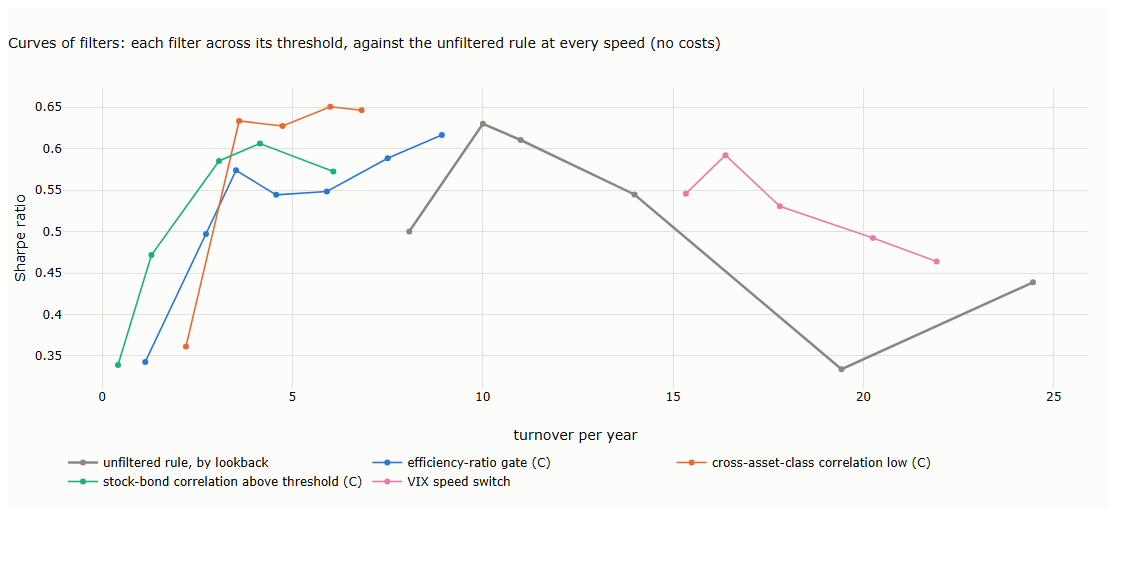 Curves of filters: each filter across its threshold, against the unfiltered rule at every speed (no costs)
0.65
0.6
0.55
0.5
0.45
0.4
0.35
Sharpe ratio
0 5 10 15 20 25
turnover per year
unfiltered rule, by lookback efficiency-ratio gate (C) cross-asset-class correlation low (C)
stock-bond correlation above threshold (C) VIX speed switch